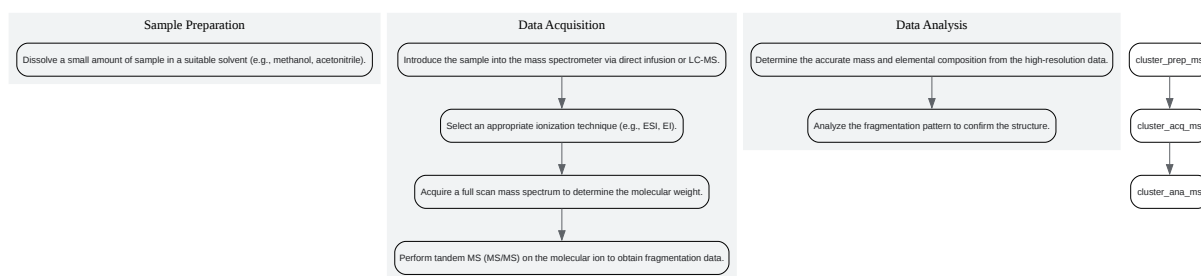 Sample Preparation
Dissolve a small amount of sample in a suitable solvent (e.g., methanol, acetonitrile).
Data Acquisition
Introduce the sample into the mass spectrometer via direct infusion or LC-MS.
Select an appropriate ionization technique (e.g., ESI, EI).
Acquire a full scan mass spectrum to determine the molecular weight.
Perform tandem MS (MS/MS) on the molecular ion to obtain fragmentation data.
Data Analysis
Determine the accurate mass and elemental composition from the high-resolution data.
Analyze the fragmentation pattern to confirm the structure.
cluster_prep_ms
cluster_acq_ms
cluster_ana_ms